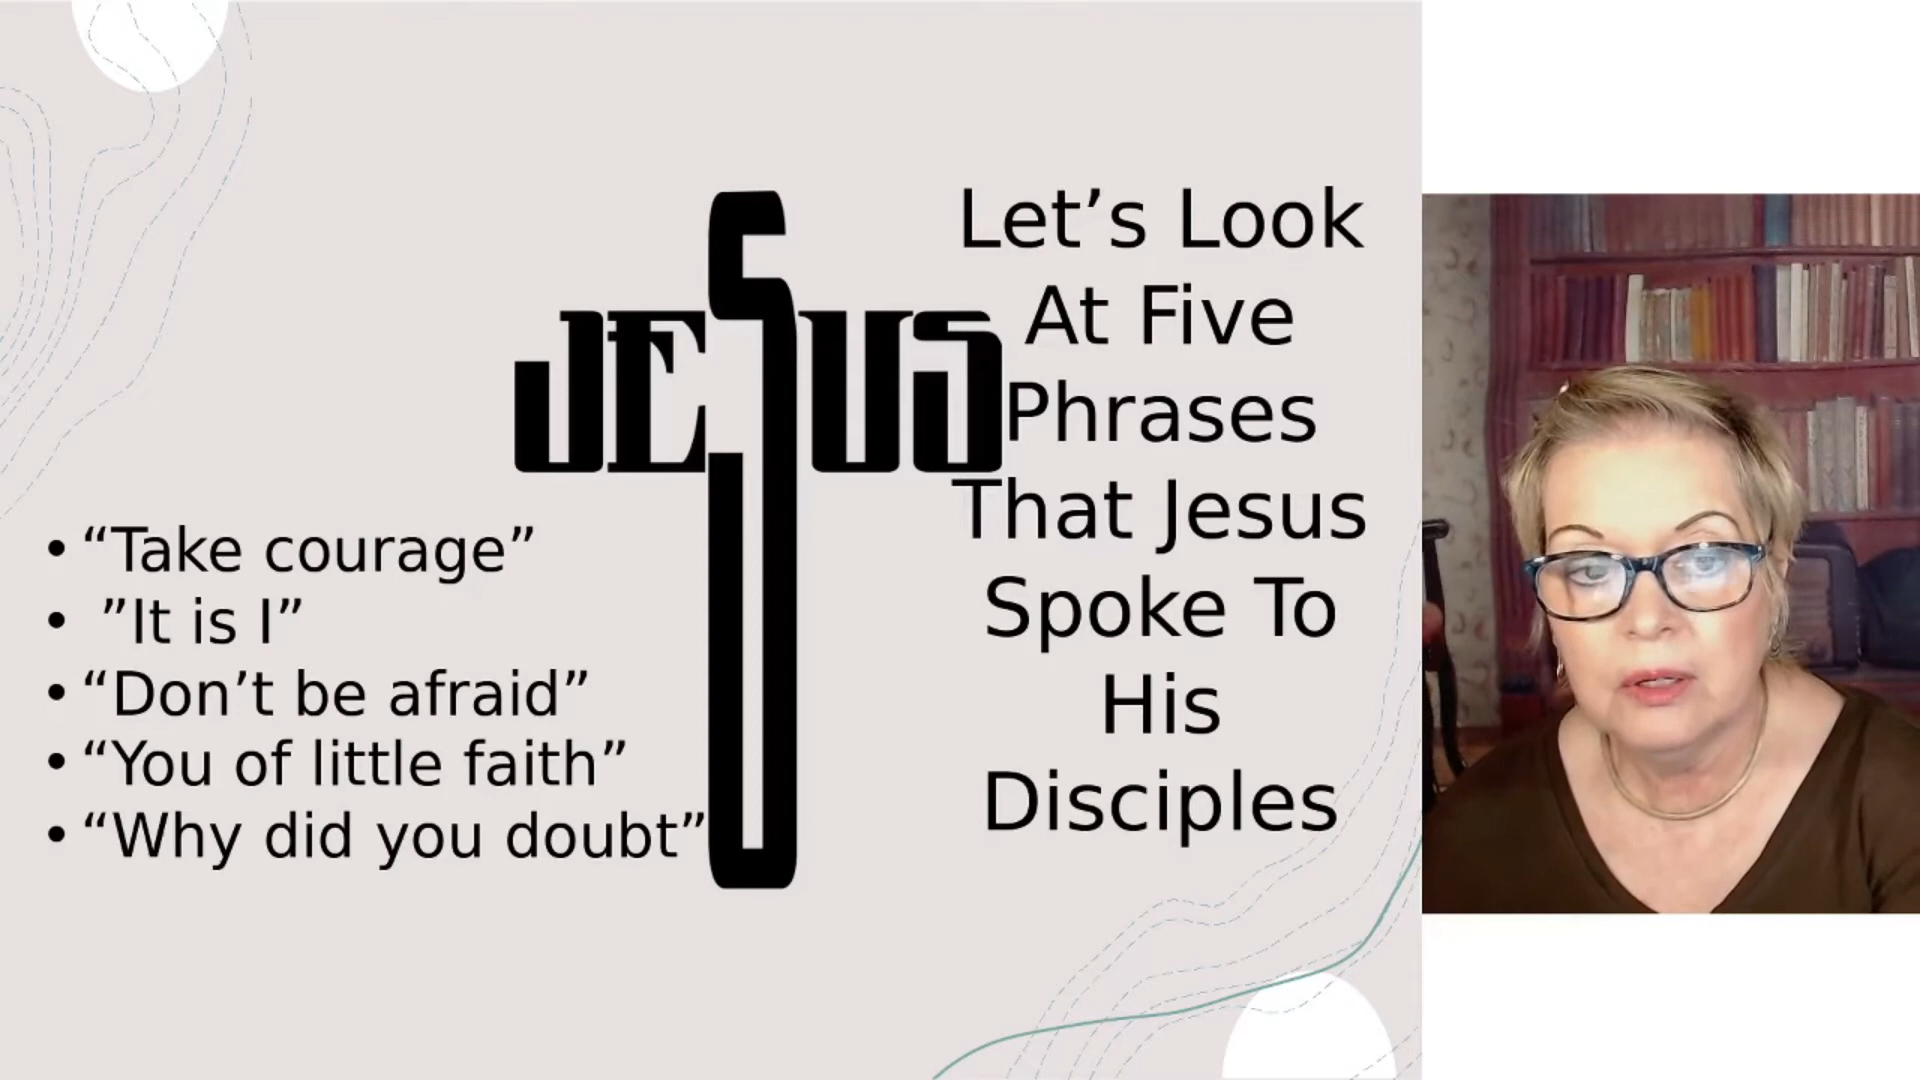 Let’s Look
At Five
Phrases
That Jesus
Spoke To
His
Disciples
JESUS
• “Take courage”
• ”It is I”
• “Don’t be afraid”
• “You of little faith”
• “Why did you doubt”